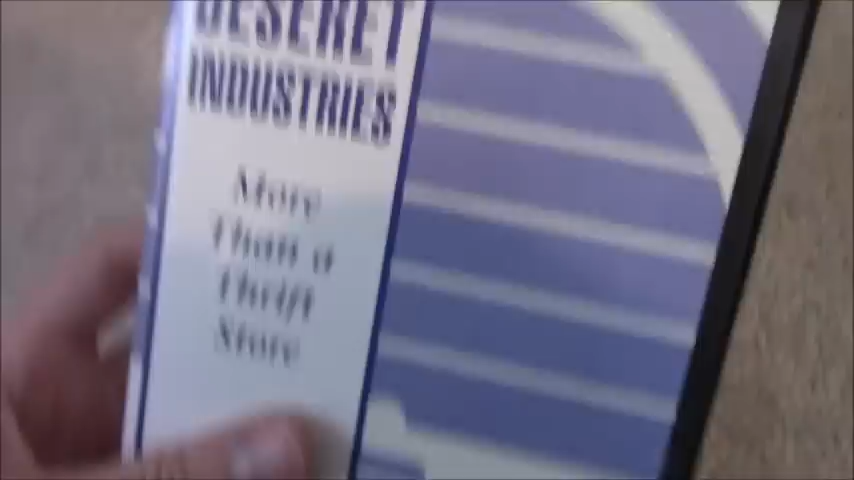 DESERET
INDUSTRIES
More
Than a
Thrift
Store